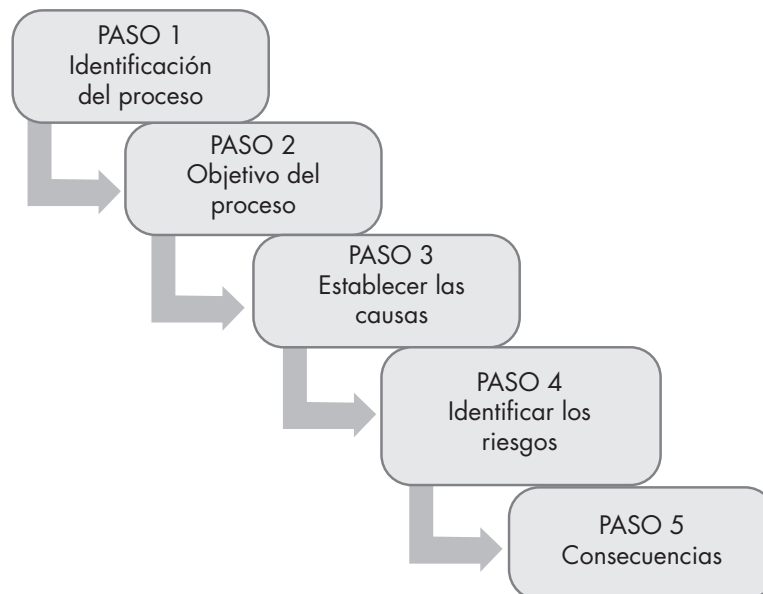 PASO 1
Identificación
del proceso
PASO 2
Objetivo del
proceso
PASO 3
Establecer las
causas
PASO 4
Identificar los
riesgos
PASO 5
Consecuencias